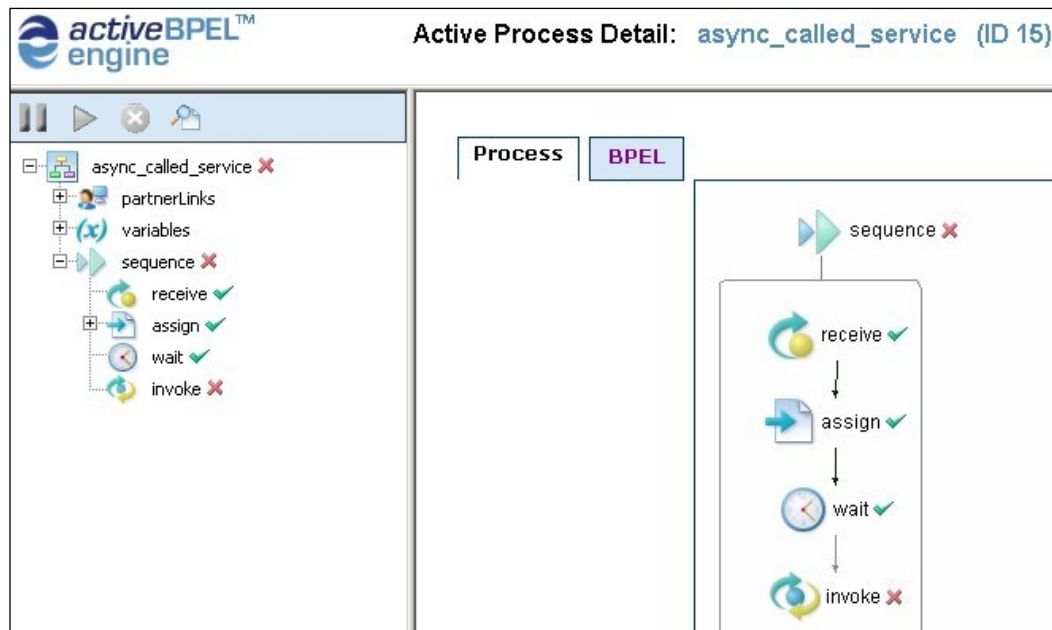 activeBPEL™
engine
Active Process Detail: async_called_service (ID 15)
async_called_service
partnerLinks
(x) variables
sequence
receive
assign
wait
invoke
Process
BPEL
sequence
receive
assign
wait
invoke